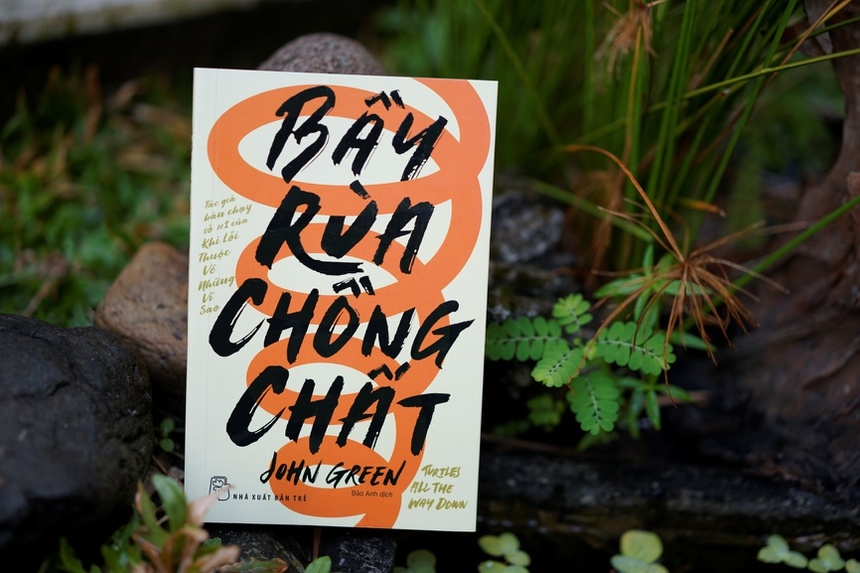 BẦY
RÙA
CHỒNG
CHẤT
Tác giả
bán chạy
số #1 của
Khi Lỗi
Thuộc
Về
Những
Vì
Sao
JOHN GREEN
Bảo Anh dịch
TURTLES
ALL THE
WAY DOWN
NHÀ XUẤT BẢN TRẺ